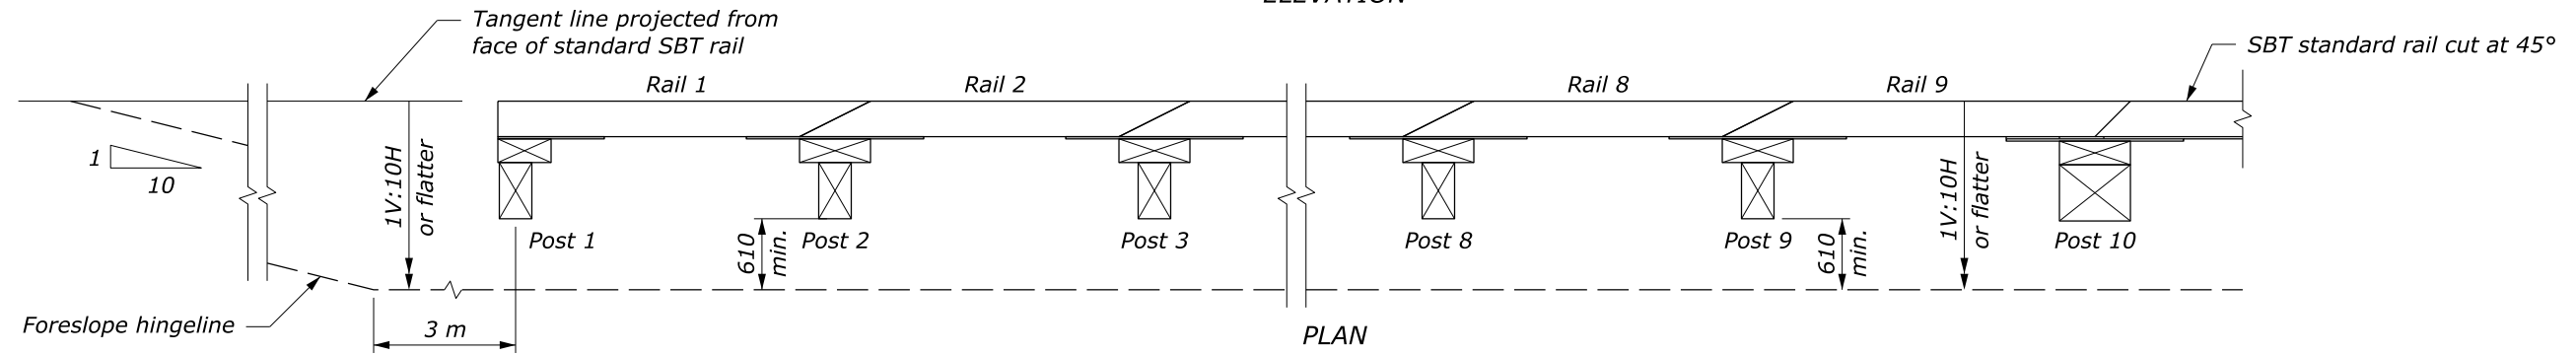 ELEVATION
Tangent line projected from
face of standard SBT rail
SBT standard rail cut at 45°
Rail 1
Rail 2
Rail 8
Rail 9
1
10
1V:10H
or flatter
1V:10H
or flatter
610
min.
610
min.
Post 1
Post 2
Post 3
Post 8
Post 9
Post 10
Foreslope hingeline
3 m
PLAN